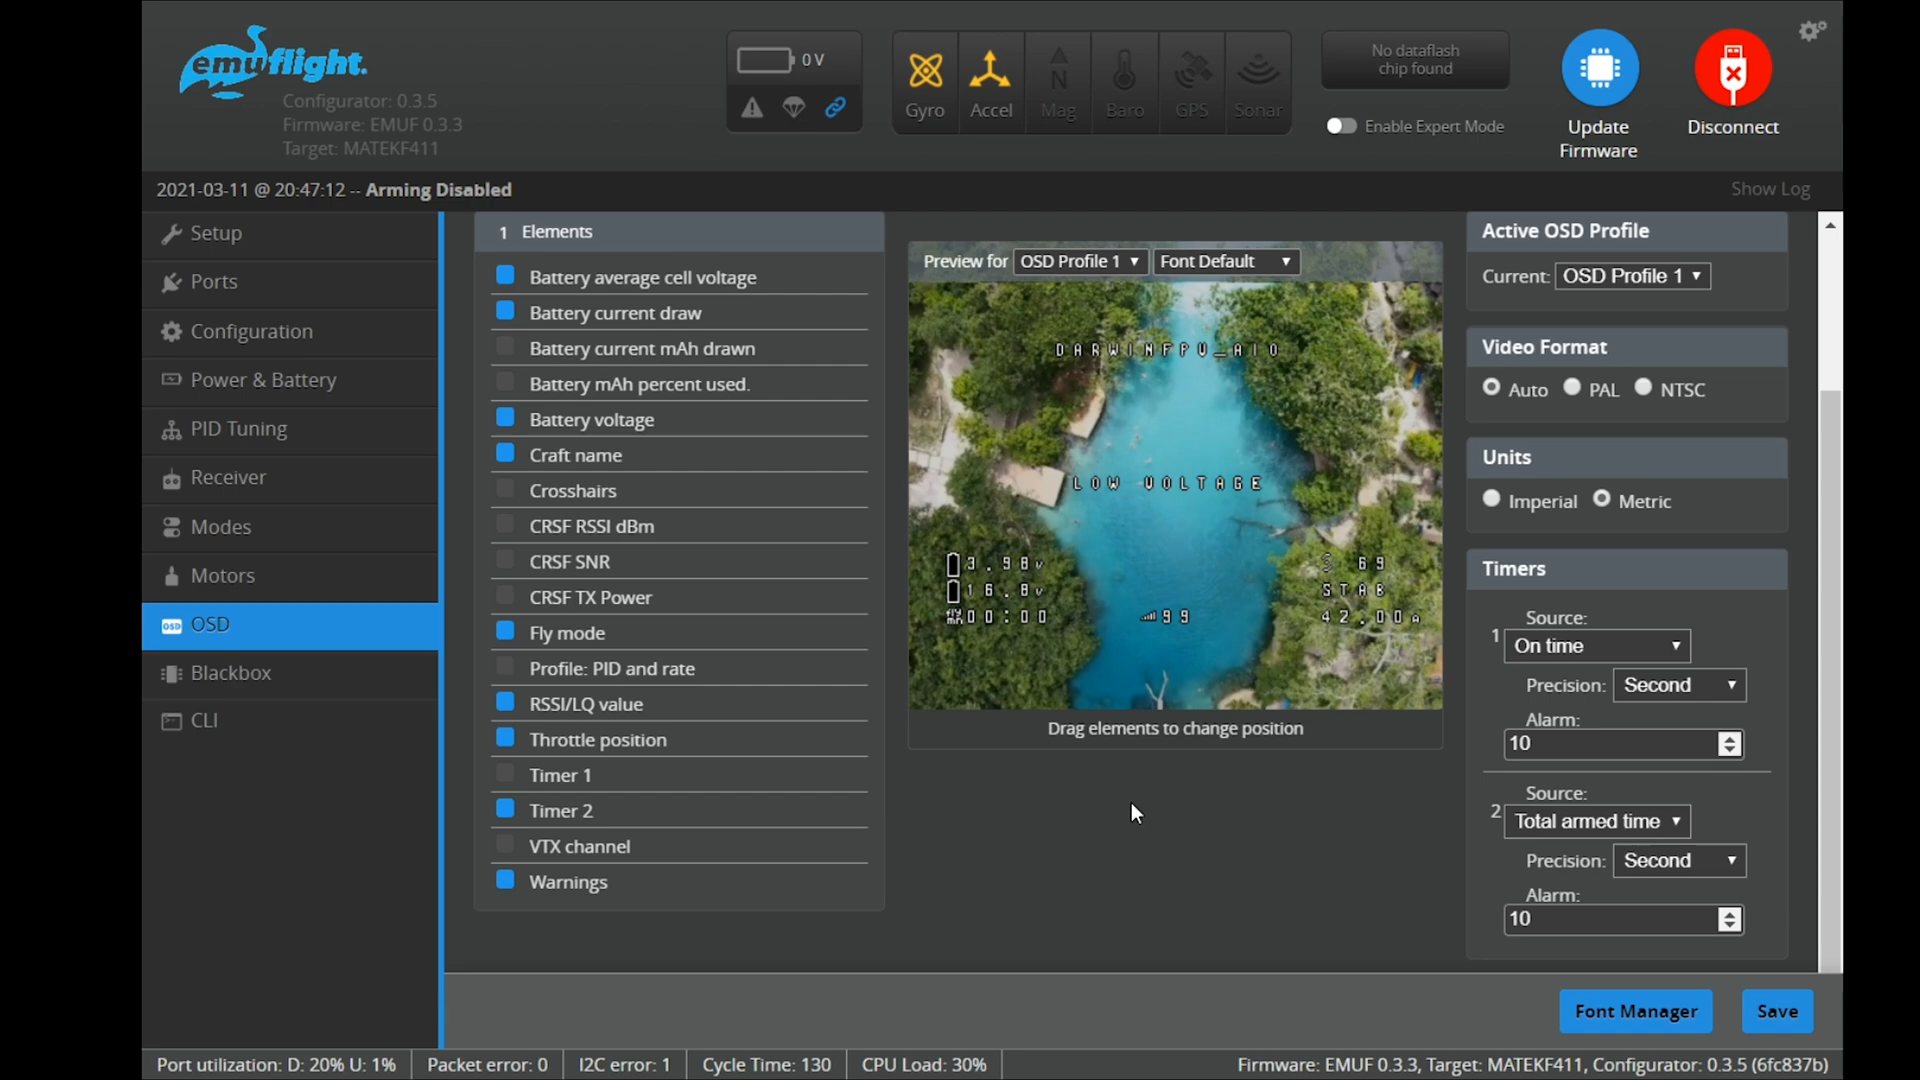 emuflight.
Configurator: 0.3.5
Firmware: EMUF 0.3.3
Target: MATEKF411
0 V
Gyro
Accel
Mag
Baro
GPS
Sonar
No dataflash
chip found
Enable Expert Mode
Update
Firmware
Disconnect
2021-03-11 @ 20:47:12 -- Arming Disabled
Show Log
Setup
Ports
Configuration
Power & Battery
PID Tuning
Receiver
Modes
Motors
OSD OSD
Blackbox
CLI
1 Elements
Battery average cell voltage
Battery current draw
Battery current mAh drawn
Battery mAh percent used.
Battery voltage
Craft name
Crosshairs
CRSF RSSI dBm
CRSF SNR
CRSF TX Power
Fly mode
Profile: PID and rate
RSSI/LQ value
Throttle position
Timer 1
Timer 2
VTX channel
Warnings
Preview for OSD Profile 1 Font Default
DARWINFPV_AIO
LOW VOLTAGE
3.98V
16.8V
FLY MN 00:00
99
69
STAB
42.00A
Drag elements to change position
Active OSD Profile
Current: OSD Profile 1
Video Format
Auto PAL NTSC
Units
Imperial Metric
Timers
Source:
1 On time
Precision: Second
Alarm:
10
Source:
2 Total armed time
Precision: Second
Alarm:
10
Font Manager
Save
Port utilization: D: 20% U: 1%
Packet error: 0
I2C error: 1
Cycle Time: 130
CPU Load: 30%
Firmware: EMUF 0.3.3, Target: MATEKF411, Configurator: 0.3.5 (6fc837b)